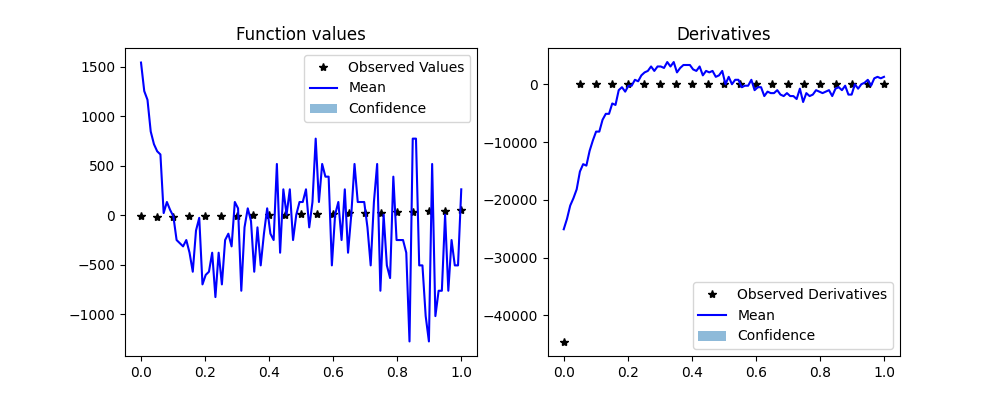 Function values
1500
1000
500
0
−500
−1000
0.0 0.2 0.4 0.6 0.8 1.0
Observed Values
Mean
Confidence
Derivatives
0
−10000
−20000
−30000
−40000
0.0 0.2 0.4 0.6 0.8 1.0
Observed Derivatives
Mean
Confidence